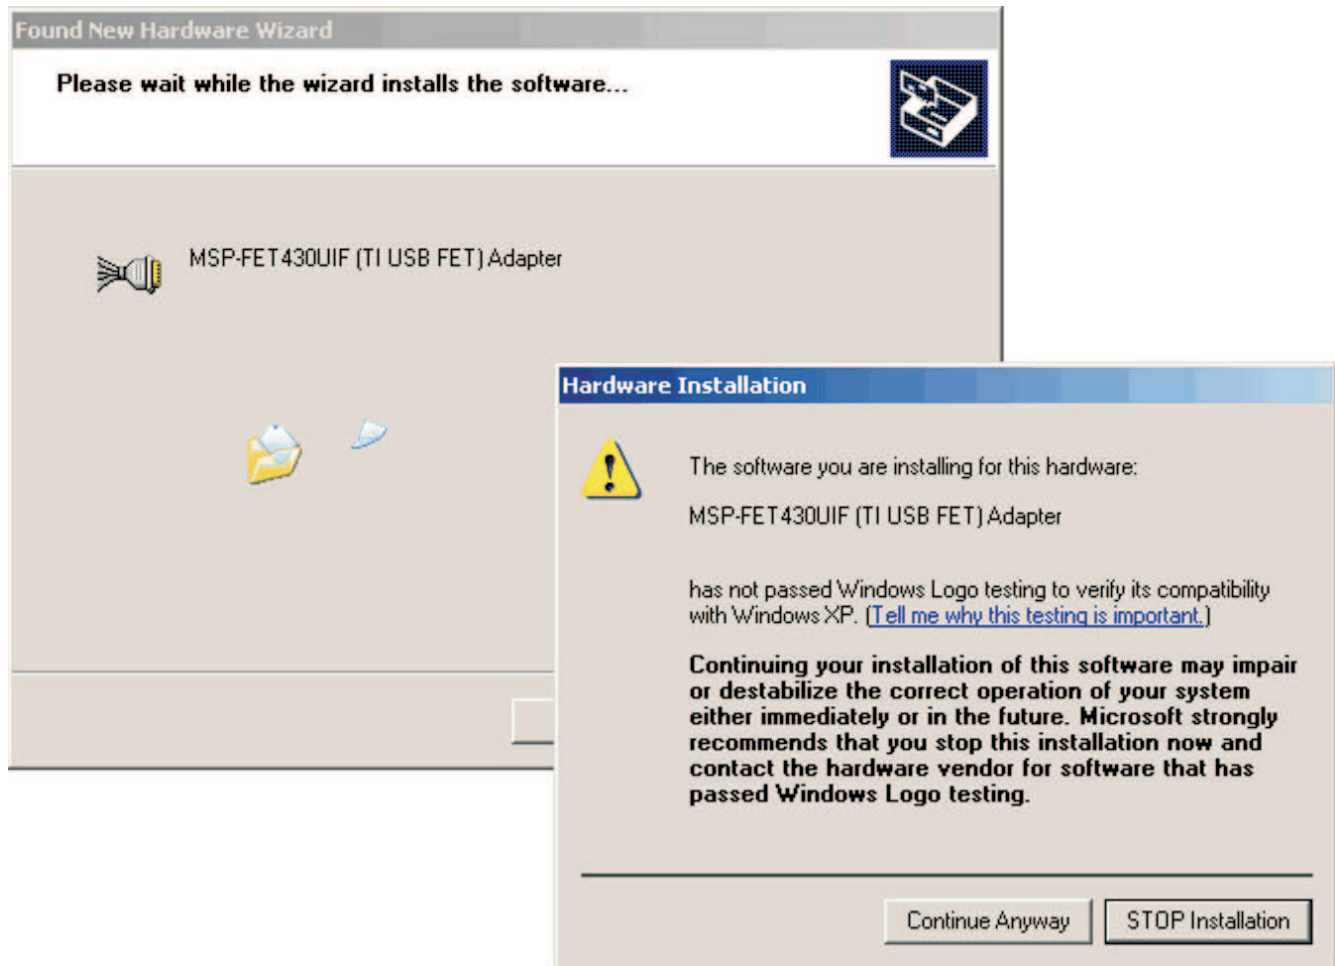 Found New Hardware Wizard
Please wait while the wizard installs the software...
MSP-FET430UIF (TI USB FET) Adapter
Hardware Installation
The software you are installing for this hardware:
MSP-FET430UIF (TI USB FET) Adapter
has not passed Windows Logo testing to verify its compatibility
with Windows XP. (Tell me why this testing is important.)
Continuing your installation of this software may impair
or destabilize the correct operation of your system
either immediately or in the future. Microsoft strongly
recommends that you stop this installation now and
contact the hardware vendor for software that has
passed Windows Logo testing.
Continue Anyway
STOP Installation